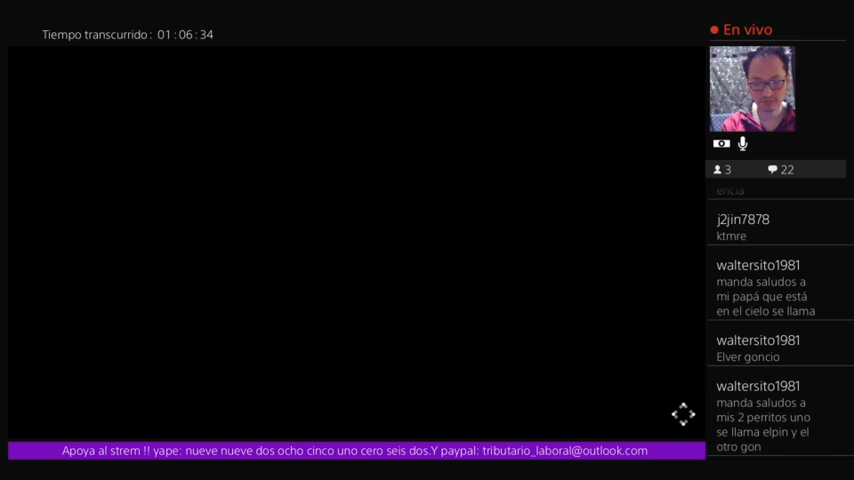 Tiempo transcurrido: 01:06:34
En vivo
3 22
encia
j2jin7878
ktmre
waltersito1981
manda saludos a
mi papá que está
en el cielo se llama
waltersito1981
Elver goncio
waltersito1981
manda saludos a
mis 2 perritos uno
se llama elpin y el
otro gon
Apoya al strem !! yape: nueve nueve dos ocho cinco uno cero seis dos.Y paypal: tributario_laboral@outlook.com